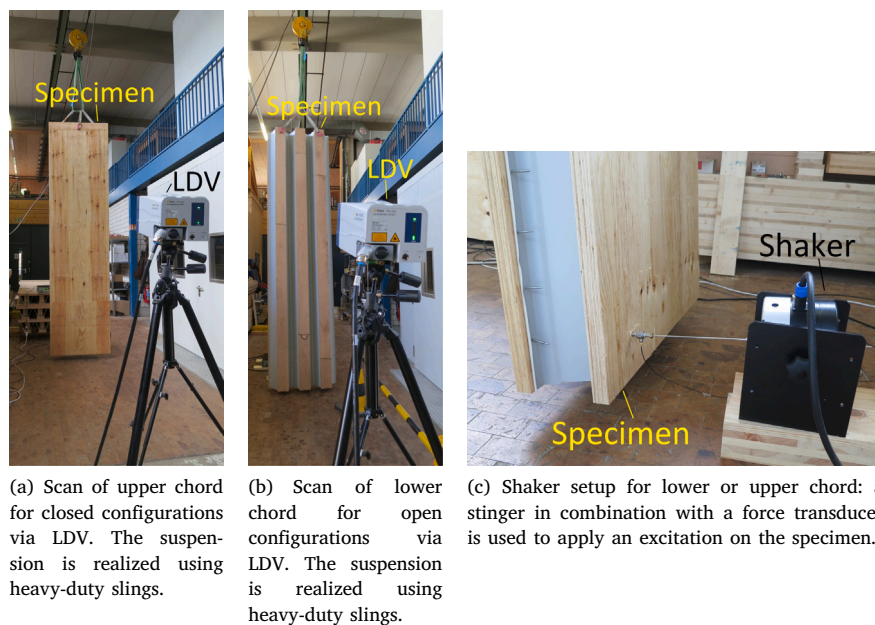 Specimen
LDV
Specimen
LDV
Shaker
Specimen
(a) Scan of upper chord
for closed configurations
via LDV. The suspen-
sion is realized using
heavy-duty slings.
(b) Scan of lower
chord for open
configurations via
LDV. The suspension
is realized using
heavy-duty slings.
(c) Shaker setup for lower or upper chord:
stinger in combination with a force transduce
is used to apply an excitation on the specimen.